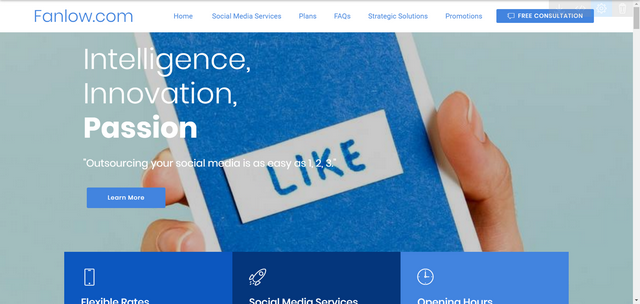 Fanlow.com
Home Social Media Services Plans FAQs Strategic Solutions Promotions FREE CONSULTATION
Intelligence,
Innovation,
Passion
"Outsourcing your social media is as easy as 1, 2, 3."
LIKE
Learn More
Flexible Rates Social Media Services Opening Hours